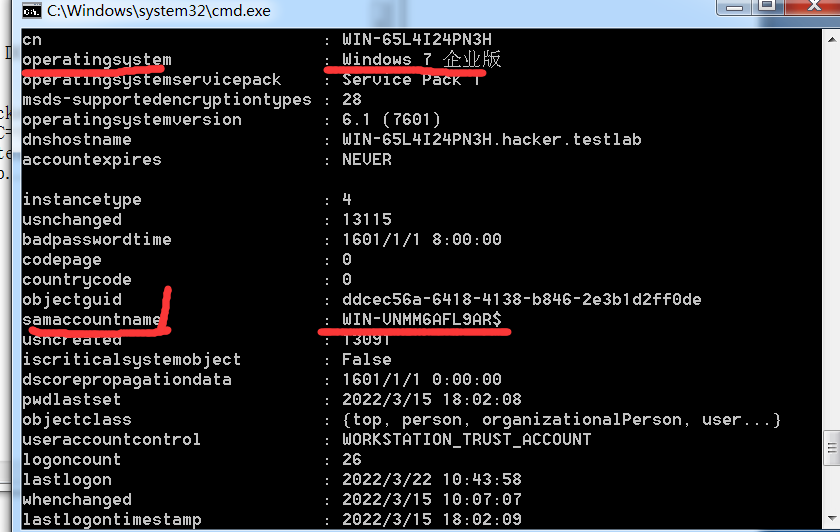 C:\Windows\system32\cmd.exe
cn : WIN-65L4I24PN3H
operatingsystem : Windows 7 企业版
operatingsystemservicepack : Service Pack 1
msds-supportedencryptiontypes : 28
operatingsystemversion : 6.1 (7601)
dnshostname : WIN-65L4I24PN3H.hacker.testlab
accountexpires : NEVER
instancetype : 4
usnchanged : 13115
badpasswordtime : 1601/1/1 8:00:00
codepage : 0
countrycode : 0
objectguid : ddcec56a-6418-4138-b846-2e3b1d2ff0de
samaccountname : WIN-VNMM6AFL9AR$
usncreated : 13091
iscriticalsystemobject : False
dscorepropagationdata : 1601/1/1 0:00:00
pwdlastset : 2022/3/15 18:02:08
objectclass : {top, person, organizationalPerson, user...}
useraccountcontrol : WORKSTATION_TRUST_ACCOUNT
logoncount : 26
lastlogon : 2022/3/22 10:43:58
whenchanged : 2022/3/15 10:07:07
lastlogontimestamp : 2022/3/15 18:02:09